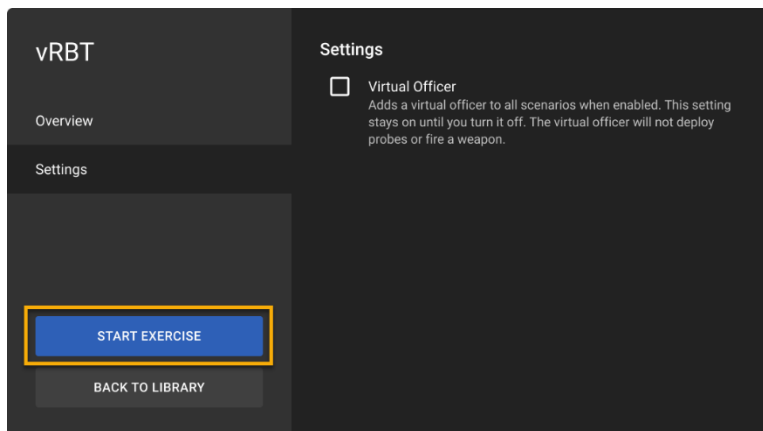 vRBT
Overview
Settings
START EXERCISE
BACK TO LIBRARY
Settings
Virtual Officer
Adds a virtual officer to all scenarios when enabled. This setting
stays on until you turn it off. The virtual officer will not deploy
probes or fire a weapon.